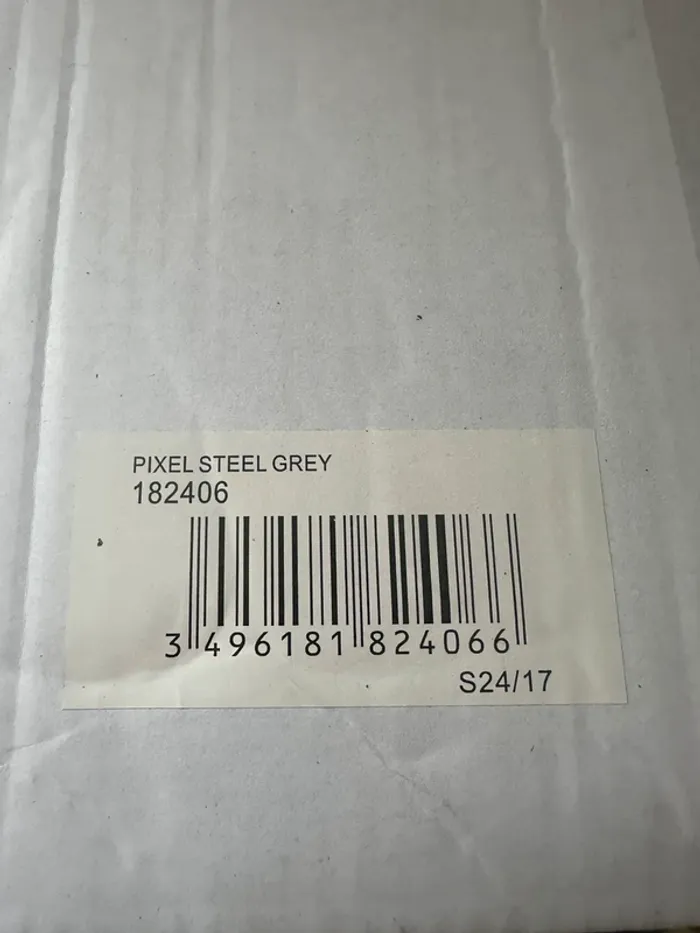 PIXEL STEEL GREY
182406
3 496181 824066
S24/17